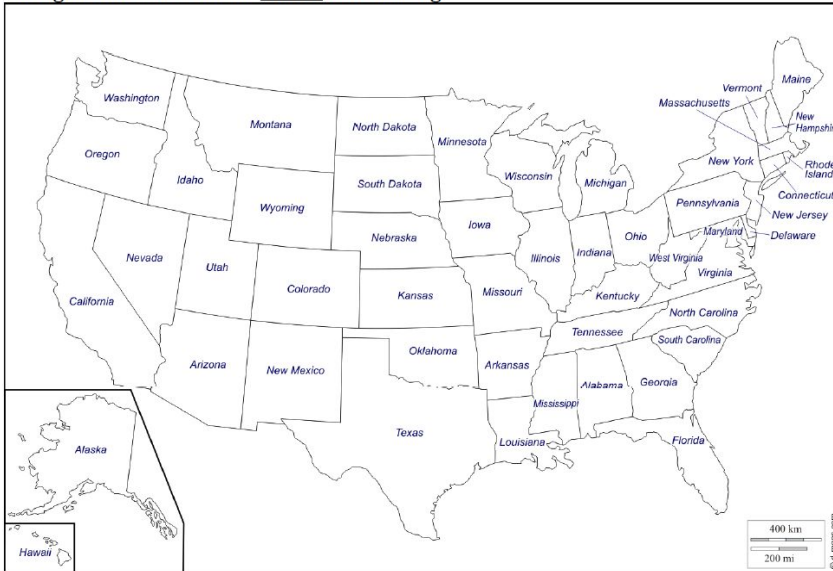 Washington
Montana
North Dakota
Minnesota
Maine
Vermont
Massachusetts
New
Hampshire
Oregon
Idaho
South Dakota
Wisconsin
Michigan
New York
Rhode
Island
Connecticut
Wyoming
Pennsylvania
New Jersey
Iowa
Nebraska
Nevada
Utah
Colorado
Illinois
Indiana
Ohio
Maryland
Delaware
West Virginia
Virginia
California
Kansas
Missouri
Kentucky
North Carolina
Tennessee
South Carolina
Arizona
New Mexico
Oklahoma
Arkansas
Mississippi
Alabama
Georgia
Texas
Louisiana
Florida
Alaska
Hawaii
400 km
200 mi